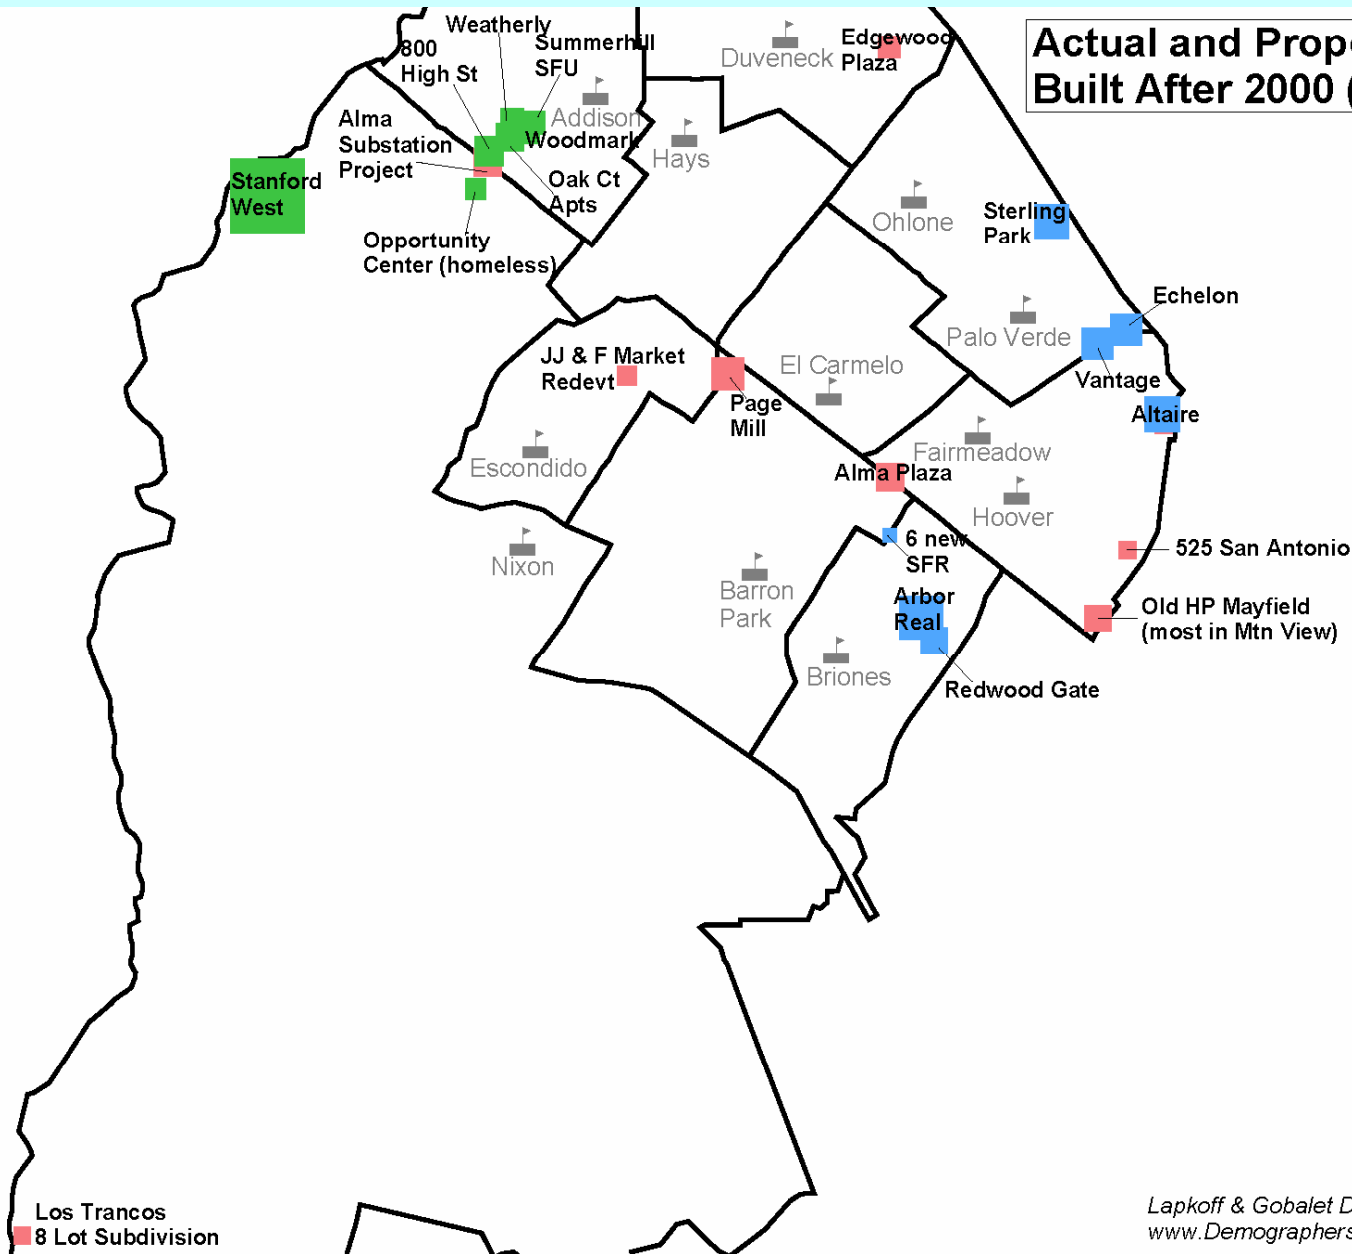 Weatherly
800
High St
Summerhill
SFU
Duveneck
Edgewood
Plaza
Actual and Prop
Built After 2000 (
Alma
Substation
Project
Addison
Woodmark
Hays
Stanford
West
Oak Ct
Apts
Ohlone
Sterling
Park
Opportunity
Center (homeless)
Echelon
Palo Verde
JJ & F Market
Redevt
El Carmelo
Vantage
Page
Mill
Altaire
Escondido
Fairmeadow
Alma Plaza
Hoover
Nixon
6 new
SFR
525 San Antonio
Barron
Park
Arbor
Real
Old HP Mayfield
(most in Mtn View)
Briones
Redwood Gate
Los Trancos
8 Lot Subdivision
Lapkoff & Gobalet D
www.Demographers